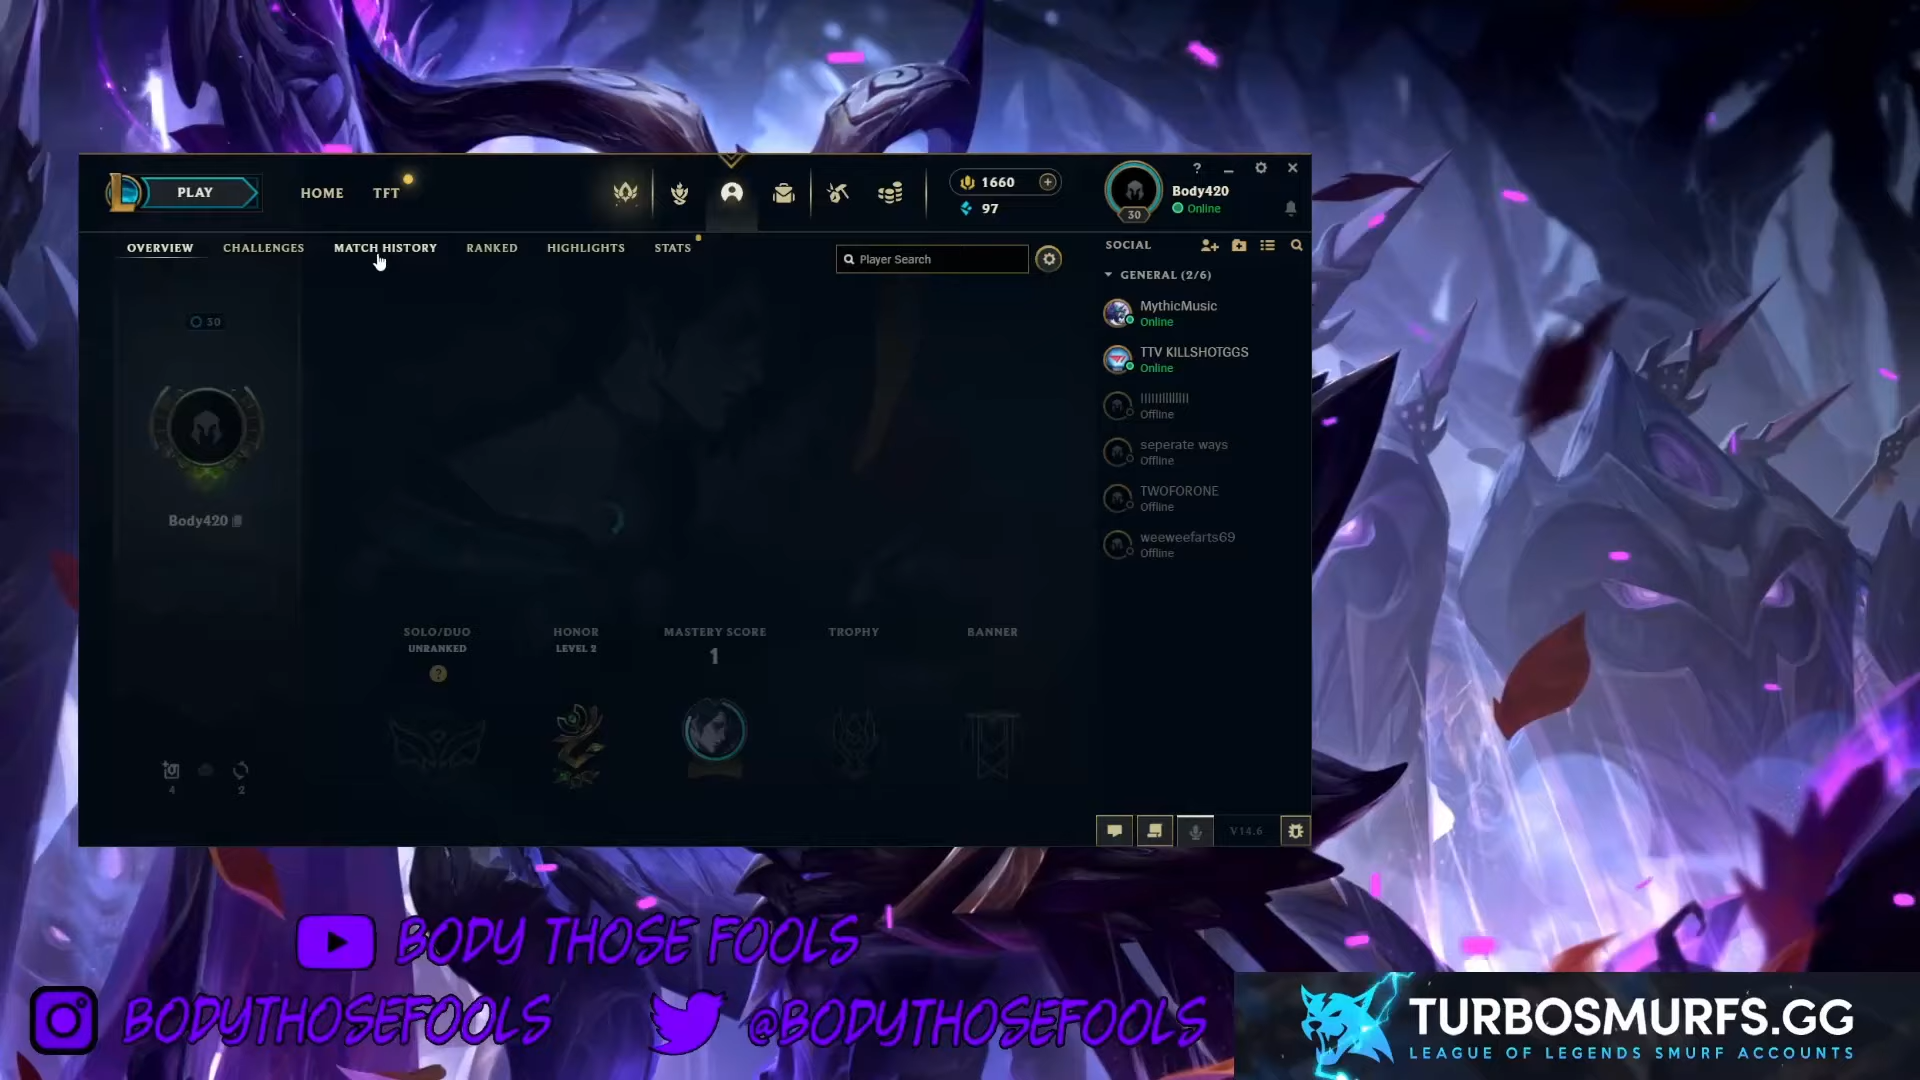 PLAY
HOME
TFT
1660
97
?
Body420
Online
30
OVERVIEW
CHALLENGES
MATCH HISTORY
RANKED
HIGHLIGHTS
STATS
Player Search
SOCIAL
GENERAL (2/6)
MythicMusic
Online
TTV KILLSHOTGGS
Online
Offline
seperate ways
Offline
TWOFORONE
Offline
weeweefarts69
Offline
30
Body420
SOLO/DUO
UNRANKED
?
HONOR
LEVEL 2
MASTERY SCORE
1
TROPHY
BANNER
4
2
V14.6
BODY THOSE FOOLS
BODYTHOSEFOOLS
@BODYTHOSEFOOLS
TURBOSMURFS.GG
LEAGUE OF LEGENDS SMURF ACCOUNTS